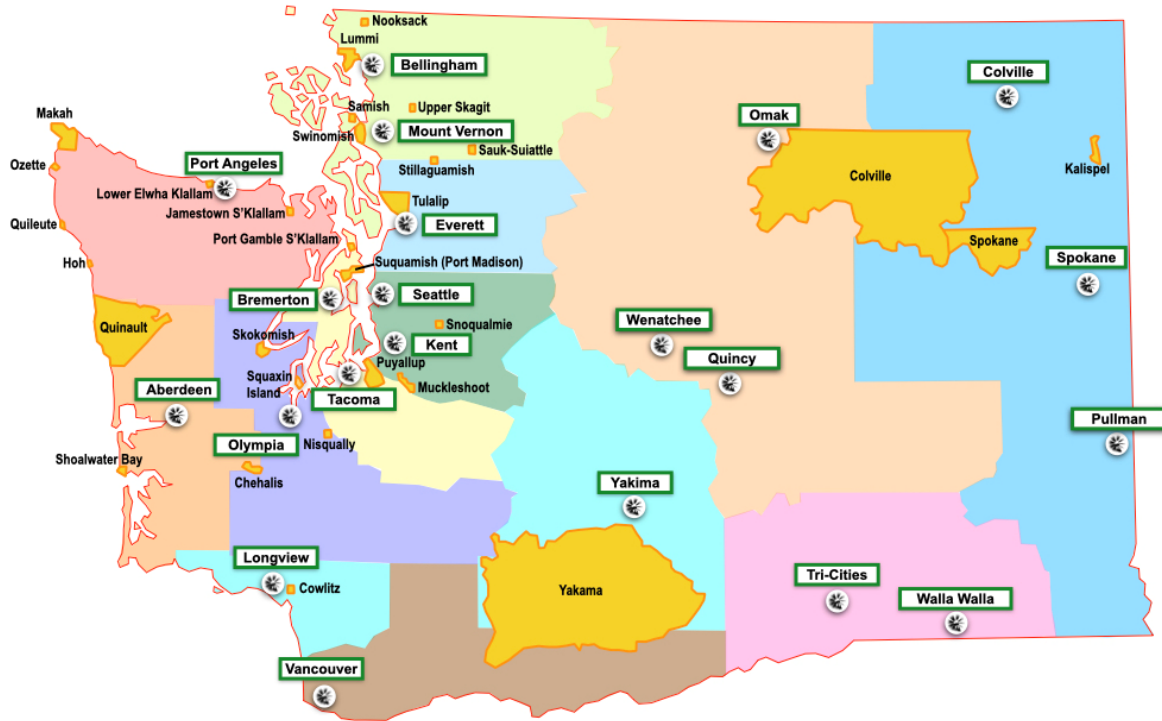 Nooksack
Lummi
Bellingham
Colville
Makah
Samish
Upper Skagit
Omak
Swinomish
Mount Vernon
Sauk-Suiattle
Port Angeles
Stillaguamish
Ozette
Kalispel
Colville
Lower Elwha Klallam
Tulalip
Jamestown S'Klallam
Quileute
Everett
Port Gamble S'Klallam
Spokane
Hoh
Suquamish (Port Madison)
Spokane
Bremerton
Seattle
Quinault
Snoqualmie
Wenatchee
Skokomish
Kent
Quincy
Puyallup
Squaxin
Island
Muckleshoot
Aberdeen
Tacoma
Pullman
Olympia
Nisqually
Shoalwater Bay
Chehalis
Yakima
Longview
Cowlitz
Yakama
Tri-Cities
Walla Walla
Vancouver